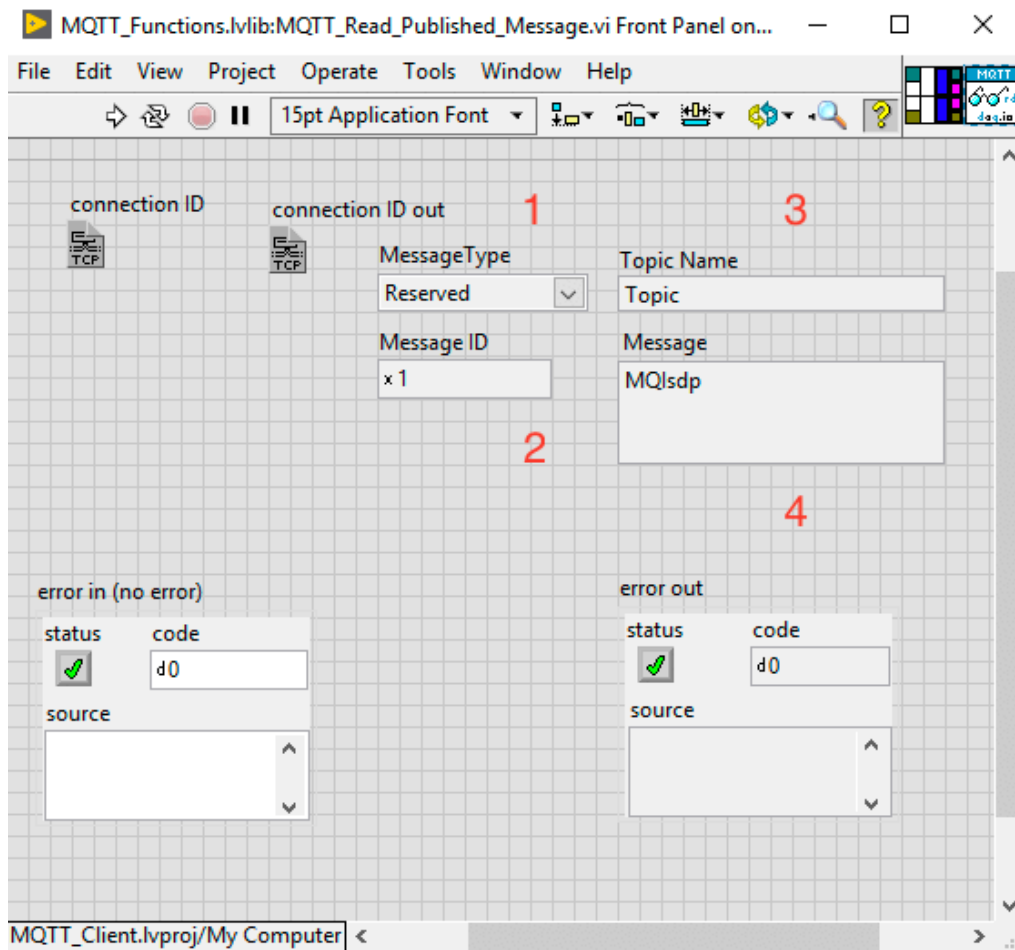 MQTT_Functions.lvlib:MQTT_Read_Published_Message.vi Front Panel on...
File Edit View Project Operate Tools Window Help
MQTT
15pt Application Font
?
daq.io
connection ID
connection ID out
1
3
TCP
TCP
MessageType
Topic Name
Reserved
Topic
Message ID
Message
x 1
MQIsdp
2
4
error in (no error)
error out
status code
status code
d 0
d 0
source
source
MQTT_Client.lvproj/My Computer